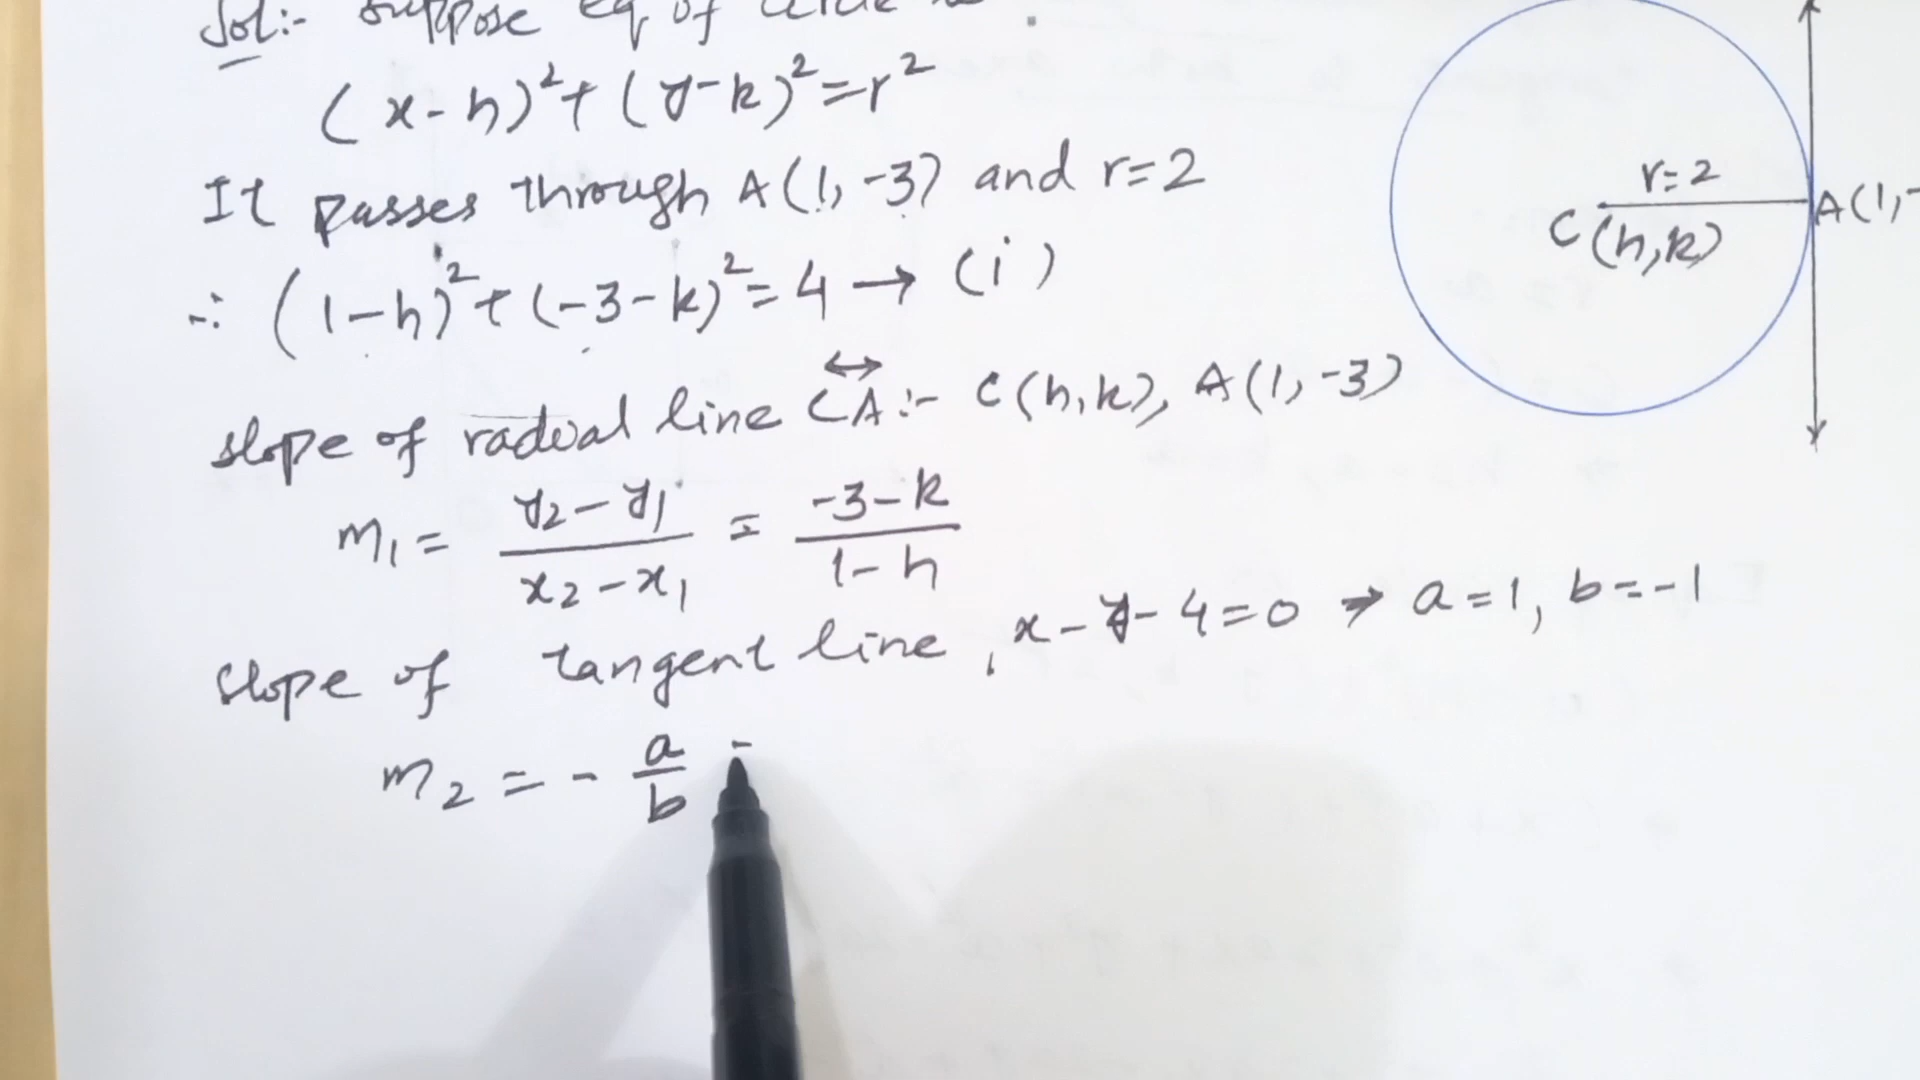 Sol:- Suppose eq of circle is
(x-h)²+(y-k)²=r²
It passes through A(1,-3) and r=2
∴ (1-h)²+(-3-k)²=4 → (i)
slope of radial line CA:- C(h,k), A(1,-3)
m₁ = y₂-y₁/x₂-x₁ = -3-k/1-h
slope of tangent line, x-y-4=0 → a=1, b=-1
m₂ = - a/b -
r=2
C(h,k)
A(1,-